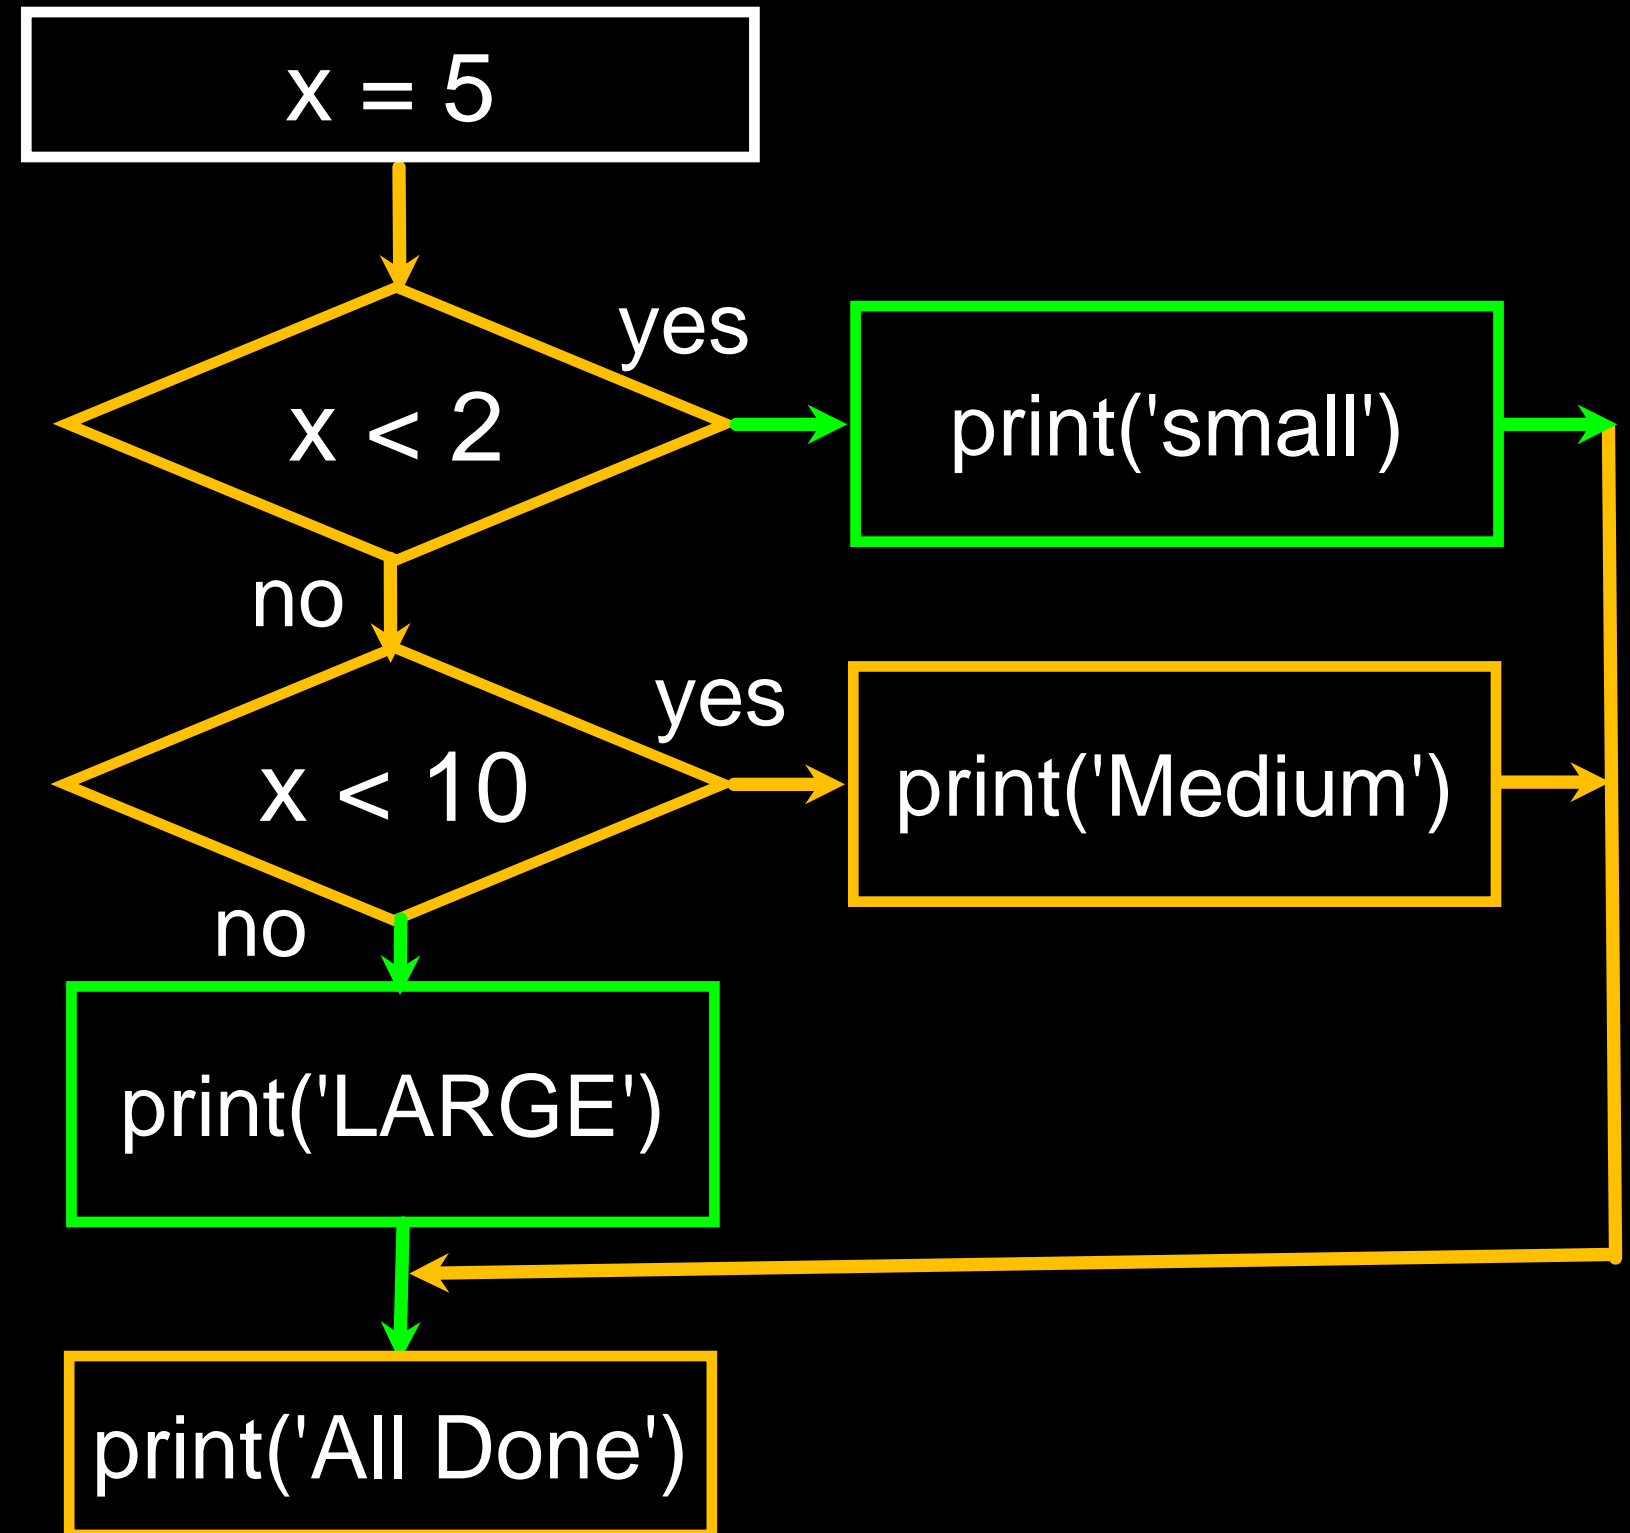 x = 5
yes
x < 2
print('small')
no
yes
x < 10
print('Medium')
no
print('LARGE')
print('All Done')